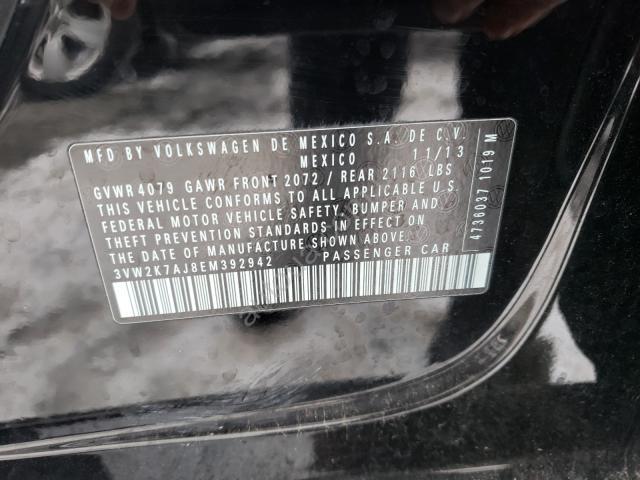 MFD BY VOLKSWAGEN DE MEXICO S.A. DE C.V.
MEXICO 11/13
GVWR 4079 GAWR FRONT 2072 / REAR 2116 LBS
THIS VEHICLE CONFORMS TO ALL APPLICABLE U.S.
FEDERAL MOTOR VEHICLE SAFETY, BUMPER AND
THEFT PREVENTION STANDARDS IN EFFECT ON
THE DATE OF MANUFACTURE SHOWN ABOVE.
3VW2K7AJ8EM392942 PASSENGER CAR
4736037 1019 M